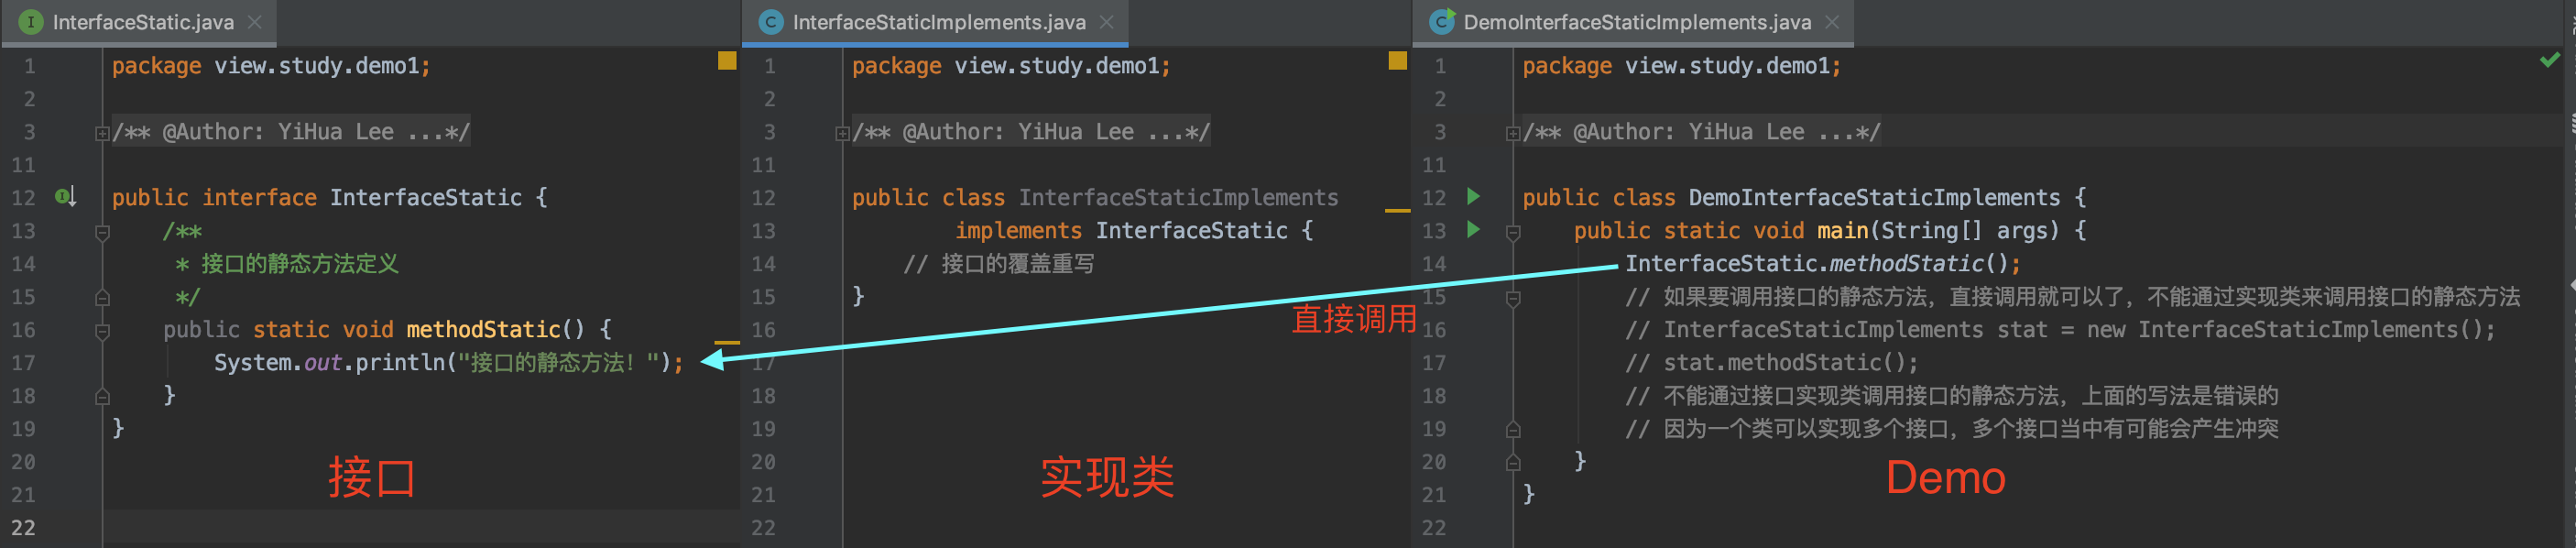 InterfaceStatic.java
1 package view.study.demo1;
2
3 /** @Author: YiHua Lee ...*/
11
12 public interface InterfaceStatic {
13 /**
14 * 接口的静态方法定义
15 */
16 public static void methodStatic() {
17 System.out.println("接口的静态方法！");
18 }
19 }
20
21
22
接口
InterfaceStaticImplements.java
1 package view.study.demo1;
2
3 /** @Author: YiHua Lee ...*/
11
12 public class InterfaceStaticImplements
13 implements InterfaceStatic {
14 // 接口的覆盖重写
15 }
16
17
18
19
20
21
22
实现类
直接调用
DemoInterfaceStaticImplements.java
1 package view.study.demo1;
2
3 /** @Author: YiHua Lee ...*/
11
12 public class DemoInterfaceStaticImplements {
13 public static void main(String[] args) {
14 InterfaceStatic.methodStatic();
15 // 如果要调用接口的静态方法，直接调用就可以了，不能通过实现类来调用接口的静态方法
16 // InterfaceStaticImplements stat = new InterfaceStaticImplements();
17 // stat.methodStatic();
18 // 不能通过接口实现类调用接口的静态方法，上面的写法是错误的
19 // 因为一个类可以实现多个接口，多个接口当中有可能会产生冲突
20 }
21 }
22
Demo